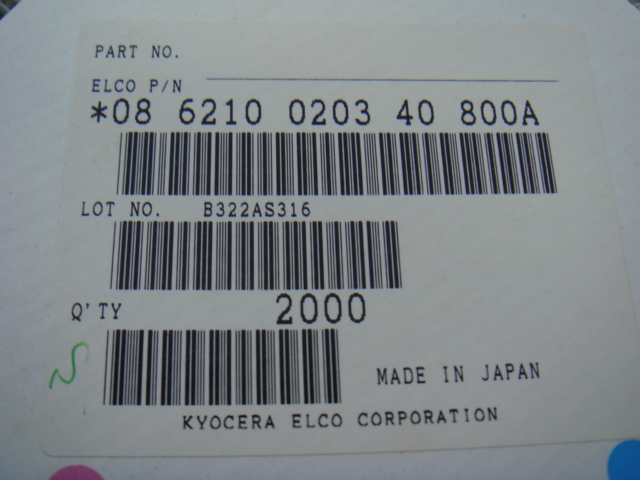 PART NO.
ELCO P/N
*08 6210 0203 40 800A
LOT NO. B322AS316
Q'TY 2000
MADE IN JAPAN
KYOCERA ELCO CORPORATION